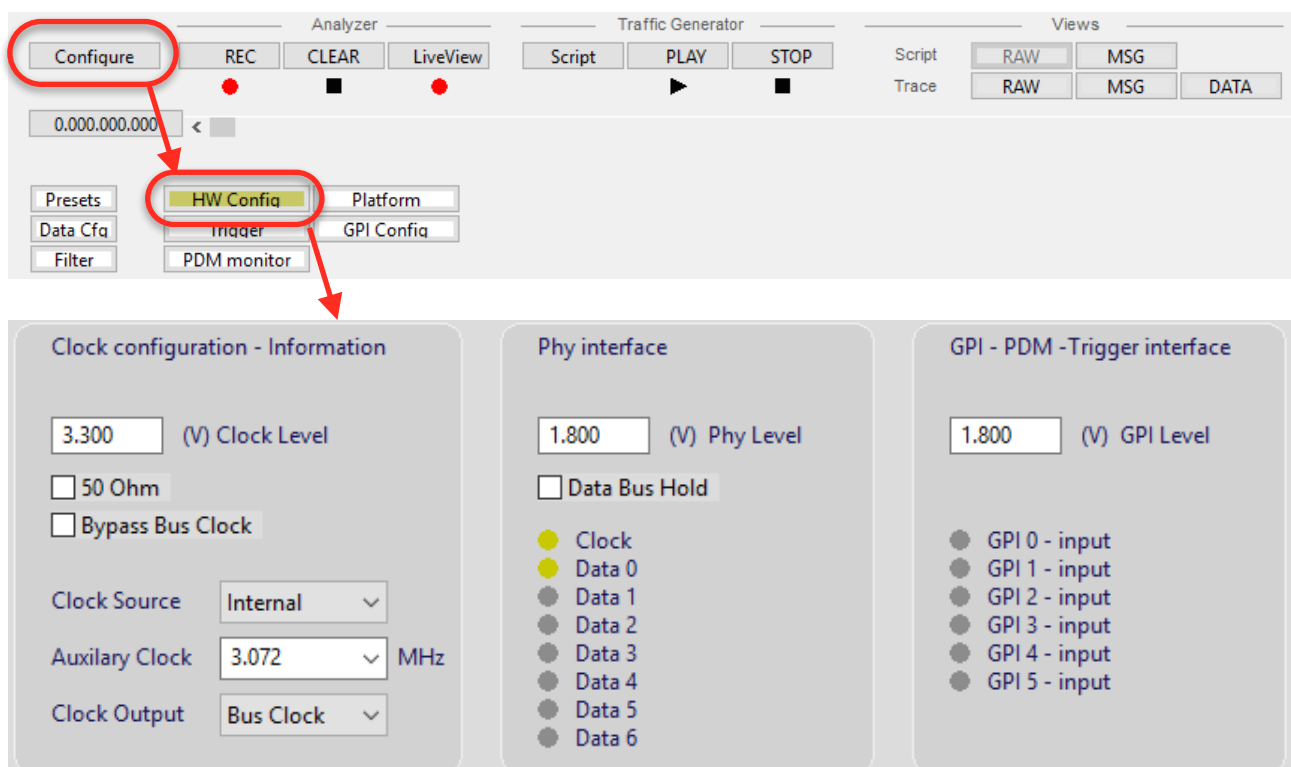 Analyzer Traffic Generator Views
Configure REC CLEAR LiveView Script PLAY STOP Script RAW MSG
Trace RAW MSG DATA
0.000.000.000 <
Presets HW Config Platform
Data Cfg Trigger GPI Config
Filter PDM monitor
Clock configuration - Information
3.300 (V) Clock Level
50 Ohm
Bypass Bus Clock
Clock Source Internal
Auxilary Clock 3.072 MHz
Clock Output Bus Clock
Phy interface
1.800 (V) Phy Level
Data Bus Hold
Clock
Data 0
Data 1
Data 2
Data 3
Data 4
Data 5
Data 6
GPI - PDM -Trigger interface
1.800 (V) GPI Level
GPI 0 - input
GPI 1 - input
GPI 2 - input
GPI 3 - input
GPI 4 - input
GPI 5 - input